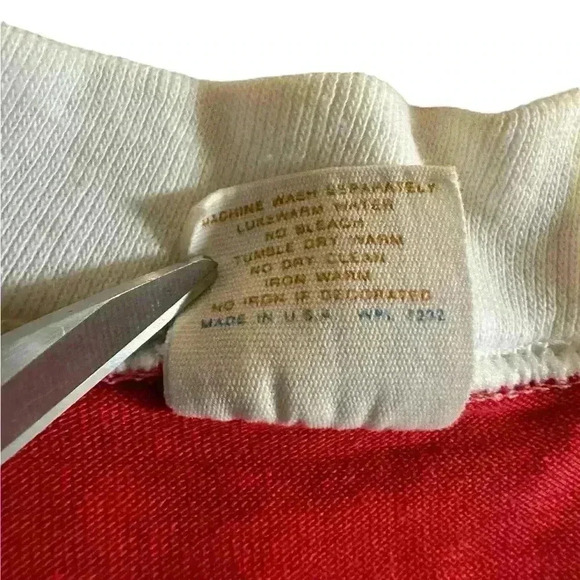 MACHINE WASH SEPARATELY
LUKEWARM WATER
NO BLEACH
TUMBLE DRY WARM
NO DRY CLEAN
IRON WARM
NO IRON IF DECORATED
MADE IN U.S.A. WPL